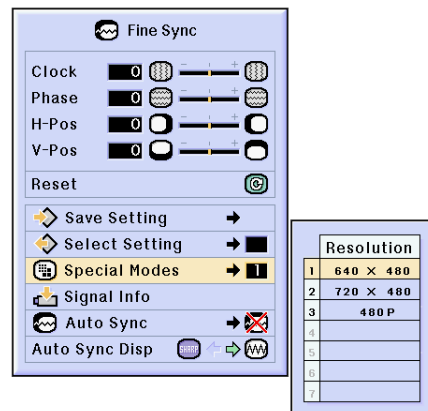 Fine Sync
Clock 0 - +
Phase 0 - +
H-Pos 0 - +
V-Pos 0 - +
Reset
Save Setting
Select Setting
Special Modes 1
Signal Info
Auto Sync
Auto Sync Disp SHARP
Resolution
1 640 × 480
2 720 × 480
3 480P
4
5
6
7